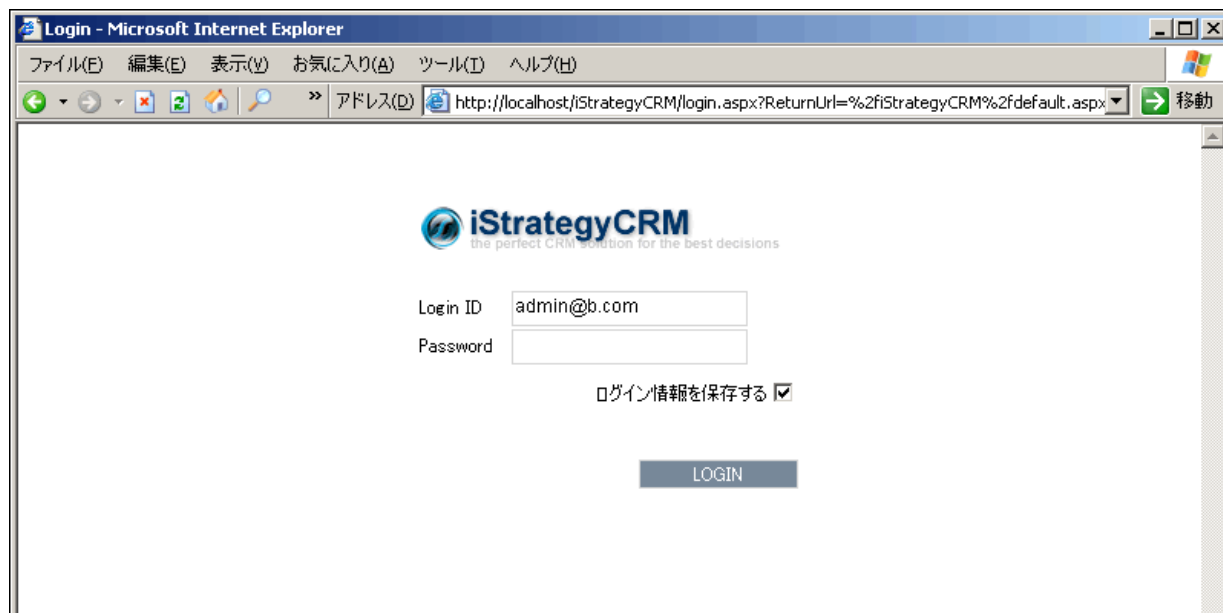 Login - Microsoft Internet Explorer
ファイル(F) 編集(E) 表示(V) お気に入り(A) ツール(T) ヘルプ(H)
» アドレス(D) http://localhost/iStrategyCRM/login.aspx?ReturnUrl=%2fiStrategyCRM%2fdefault.aspx 移動
iStrategyCRM
the perfect CRM solution for the best decisions
Login ID admin@b.com
Password
ログイン情報を保存する
LOGIN